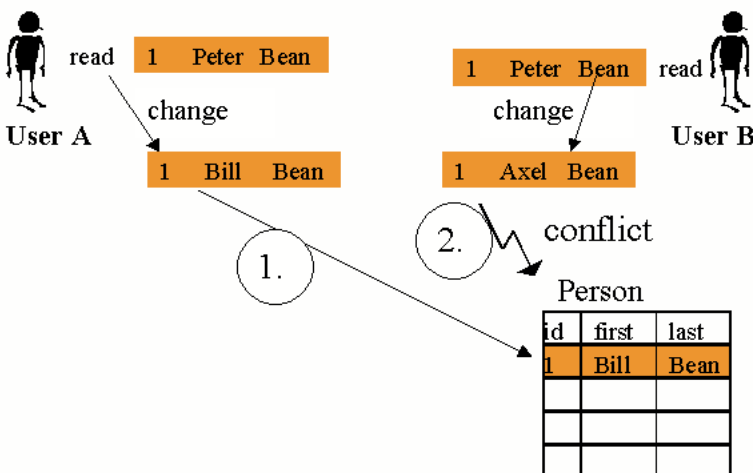 read 1 Peter Bean
User A
change
1 Bill Bean
1.
1 Peter Bean read
User B
change
1 Axel Bean
2.
conflict
Person
id first last
1 Bill Bean